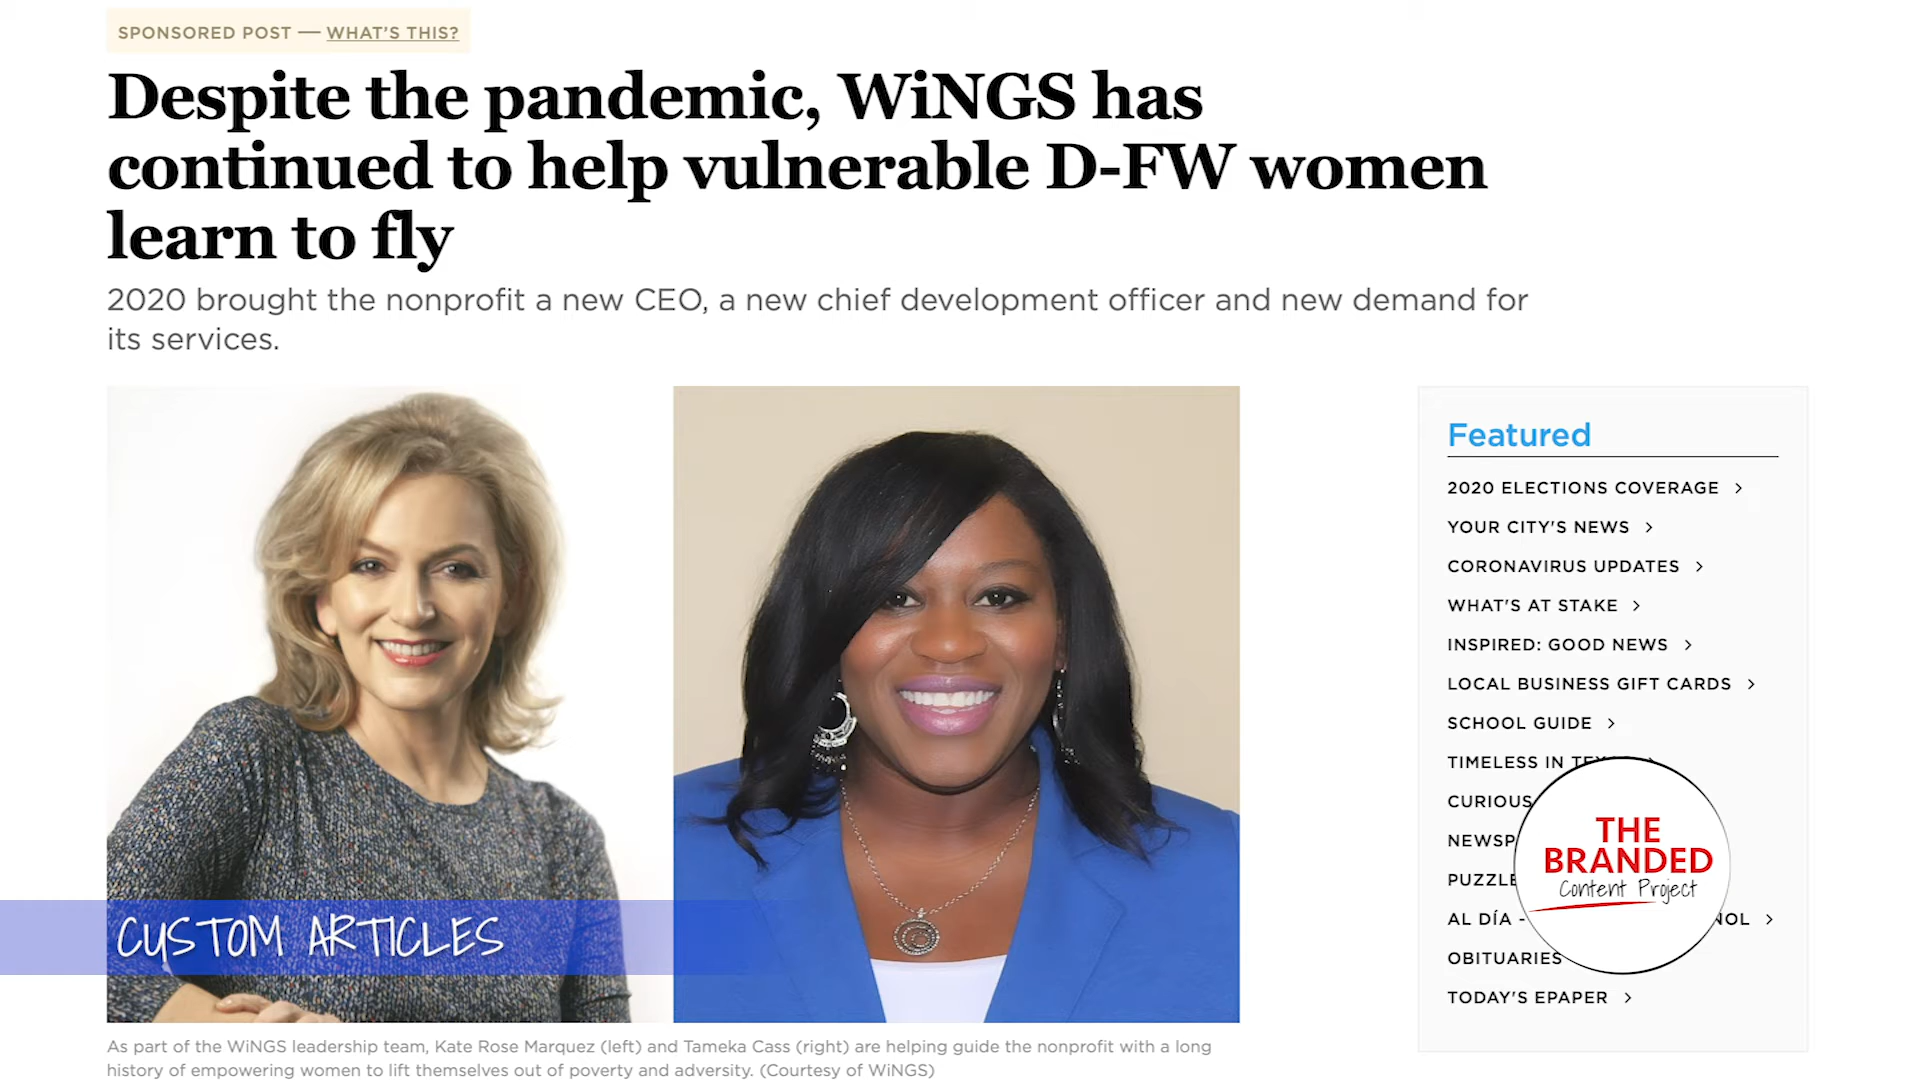 SPONSORED POST — WHAT'S THIS?
Despite the pandemic, WiNGS has
continued to help vulnerable D-FW women
learn to fly
2020 brought the nonprofit a new CEO, a new chief development officer and new demand for
its services.
Featured
2020 ELECTIONS COVERAGE
YOUR CITY'S NEWS
CORONAVIRUS UPDATES
WHAT'S AT STAKE
INSPIRED: GOOD NEWS
LOCAL BUSINESS GIFT CARDS
SCHOOL GUIDE
TIMELESS IN
CURIOUS
AL DÍA -
OBITUARIES
TODAY'S EPAPER
THE
BRANDED
Content Project
CUSTOM ARTICLES
As part of the WiNGS leadership team, Kate Rose Marquez (left) and Tameka Cass (right) are helping guide the nonprofit with a long
history of empowering women to lift themselves out of poverty and adversity. (Courtesy of WiNGS)